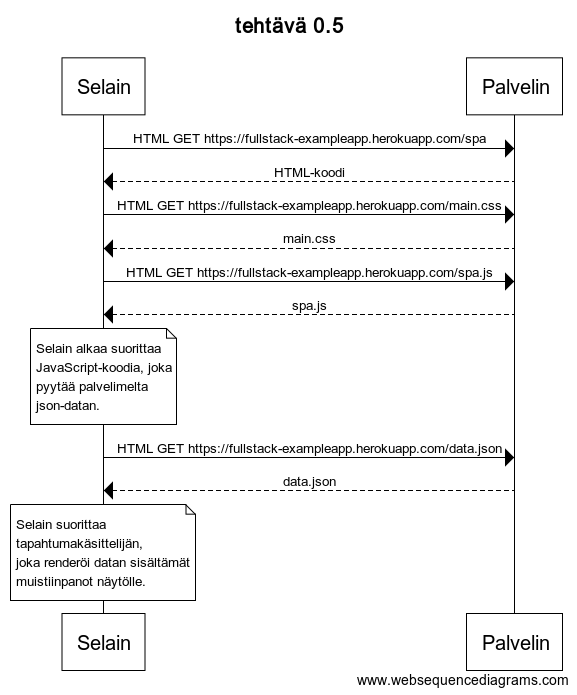 tehtävä 0.5
Selain
Palvelin
HTML GET https://fullstack-exampleapp.herokuapp.com/spa
HTML-koodi
HTML GET https://fullstack-exampleapp.herokuapp.com/main.css
main.css
HTML GET https://fullstack-exampleapp.herokuapp.com/spa.js
spa.js
Selain alkaa suorittaa
JavaScript-koodia, joka
pyytää palvelimelta
json-datan.
HTML GET https://fullstack-exampleapp.herokuapp.com/data.json
data.json
Selain suorittaa
tapahtumakäsittelijän,
joka renderöi datan sisältämät
muistiinpanot näytölle.
Selain
Palvelin
www.websequencediagrams.com